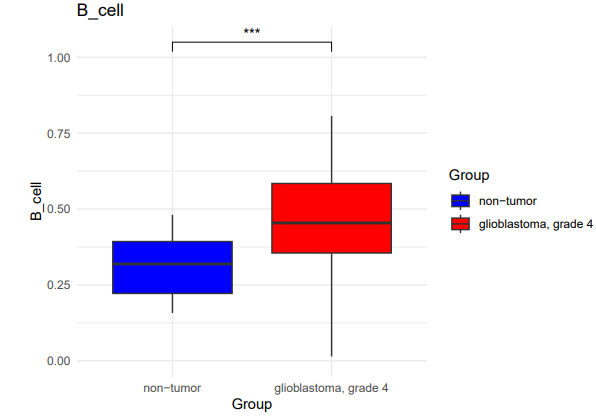 B_cell
***
1.00
0.75
0.50
0.25
0.00
B_cell
non−tumor
glioblastoma, grade 4
Group
Group
non−tumor
glioblastoma, grade 4